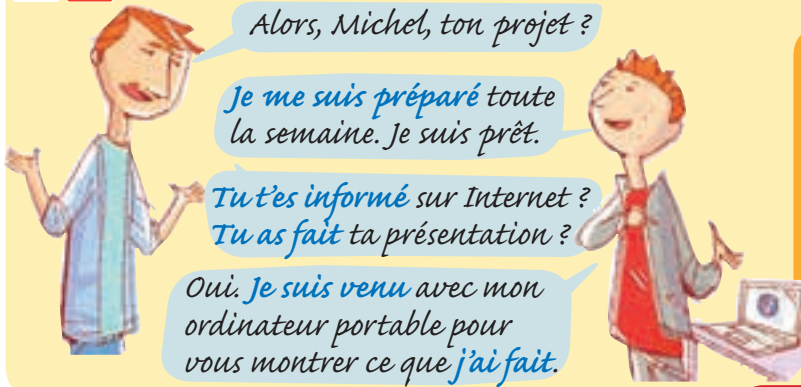 Alors, Michel, ton projet ?
Je me suis préparé toute
la semaine. Je suis prêt.
Tu t'es informé sur Internet ?
Tu as fait ta présentation ?
Oui. Je suis venu avec mon
ordinateur portable pour
vous montrer ce que j'ai fait.